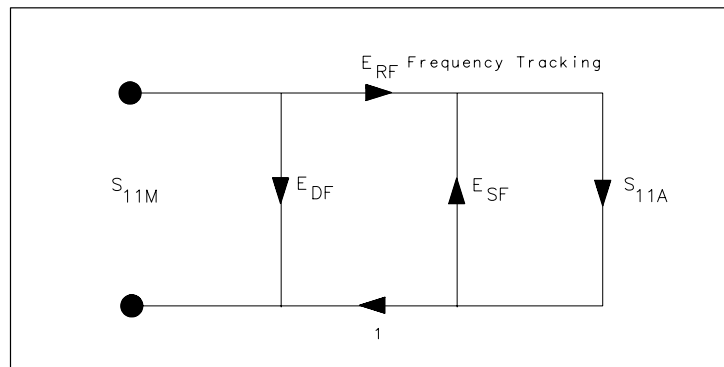 E_RF Frequency Tracking
S_11M
E_DF
E_SF
S_11A
1